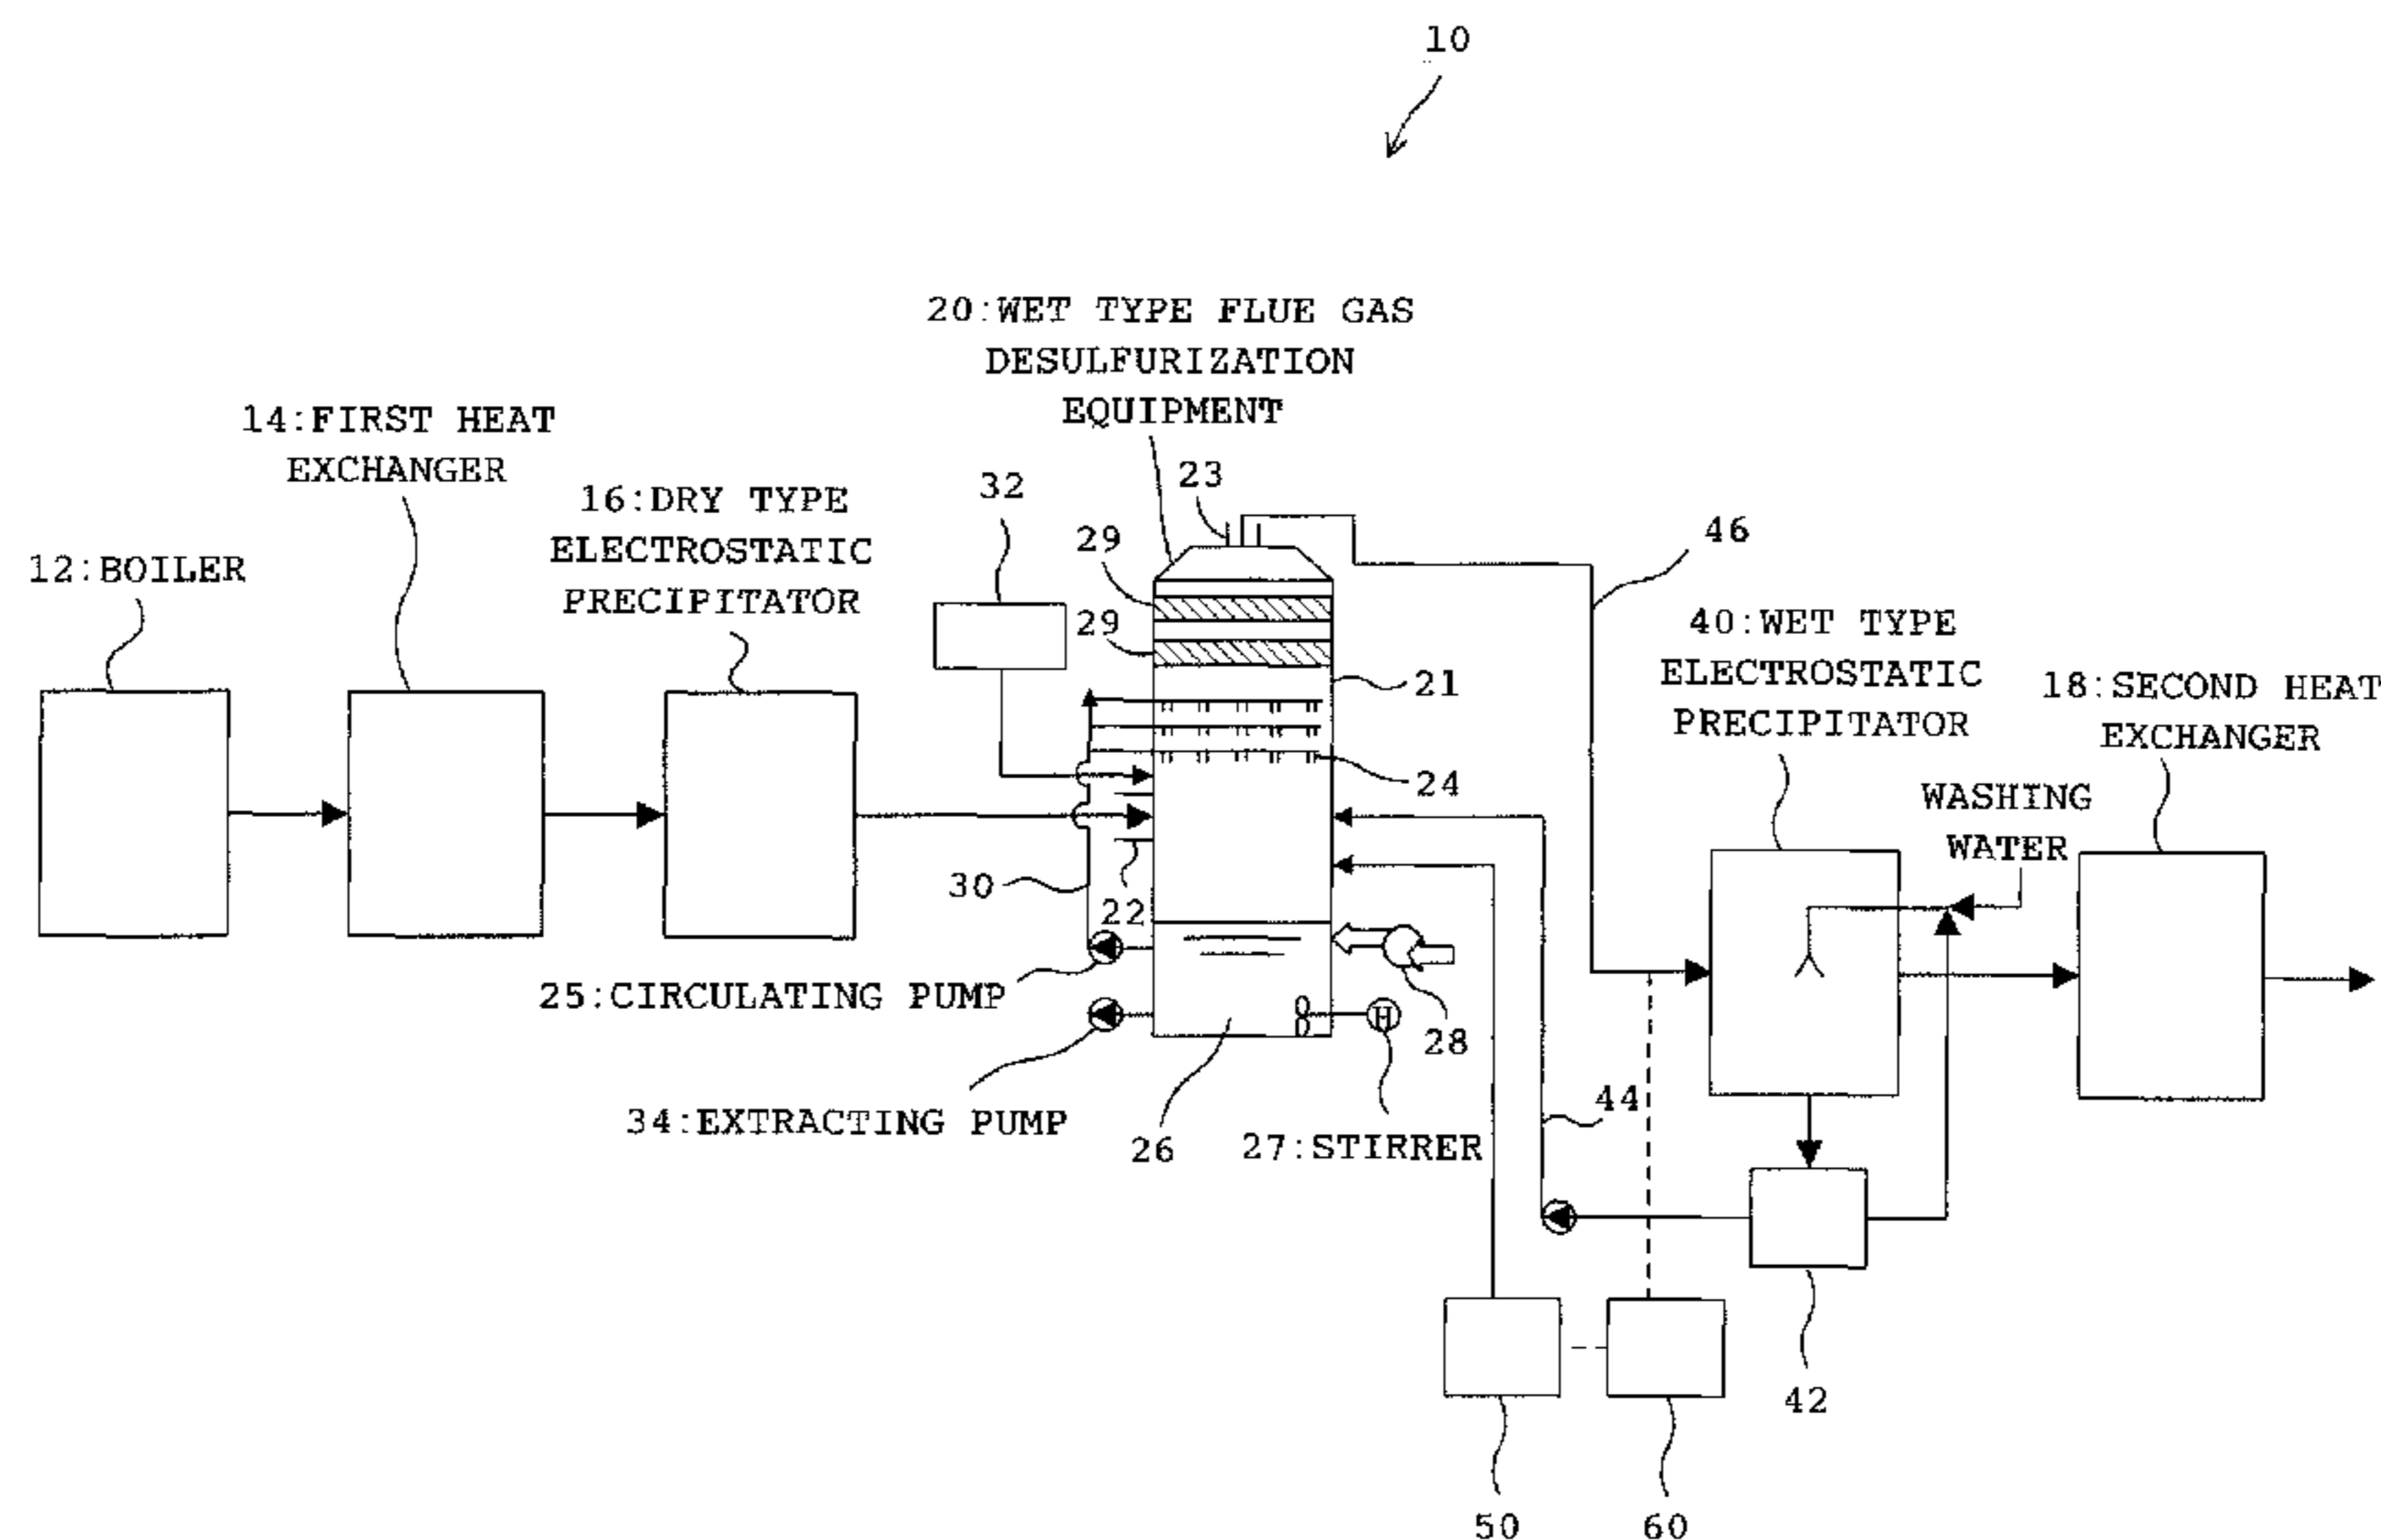 10
20:WET TYPE FLUE GAS
DESULFURIZATION
EQUIPMENT
14:FIRST HEAT
EXCHANGER
16:DRY TYPE
ELECTROSTATIC
PRECIPITATOR
12:BOILER
32
23
29
29
46
40:WET TYPE
ELECTROSTATIC
PRECIPITATOR
18:SECOND HEAT
EXCHANGER
21
24
WASHING
WATER
30
22
25:CIRCULATING PUMP
28
34:EXTRACTING PUMP
26
27:STIRRER
H
44
42
50
60